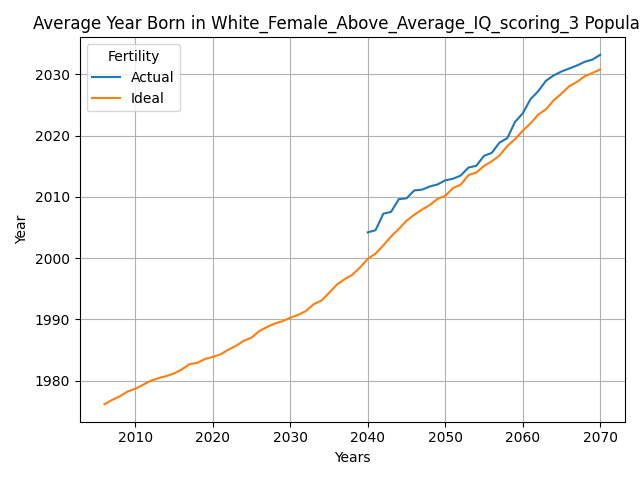 Average Year Born in White_Female_Above_Average_IQ_scoring_3 Popula
Fertility
Actual
Ideal
2030
2020
2010
2000
1990
1980
Year
2010 2020 2030 2040 2050 2060 2070
Years